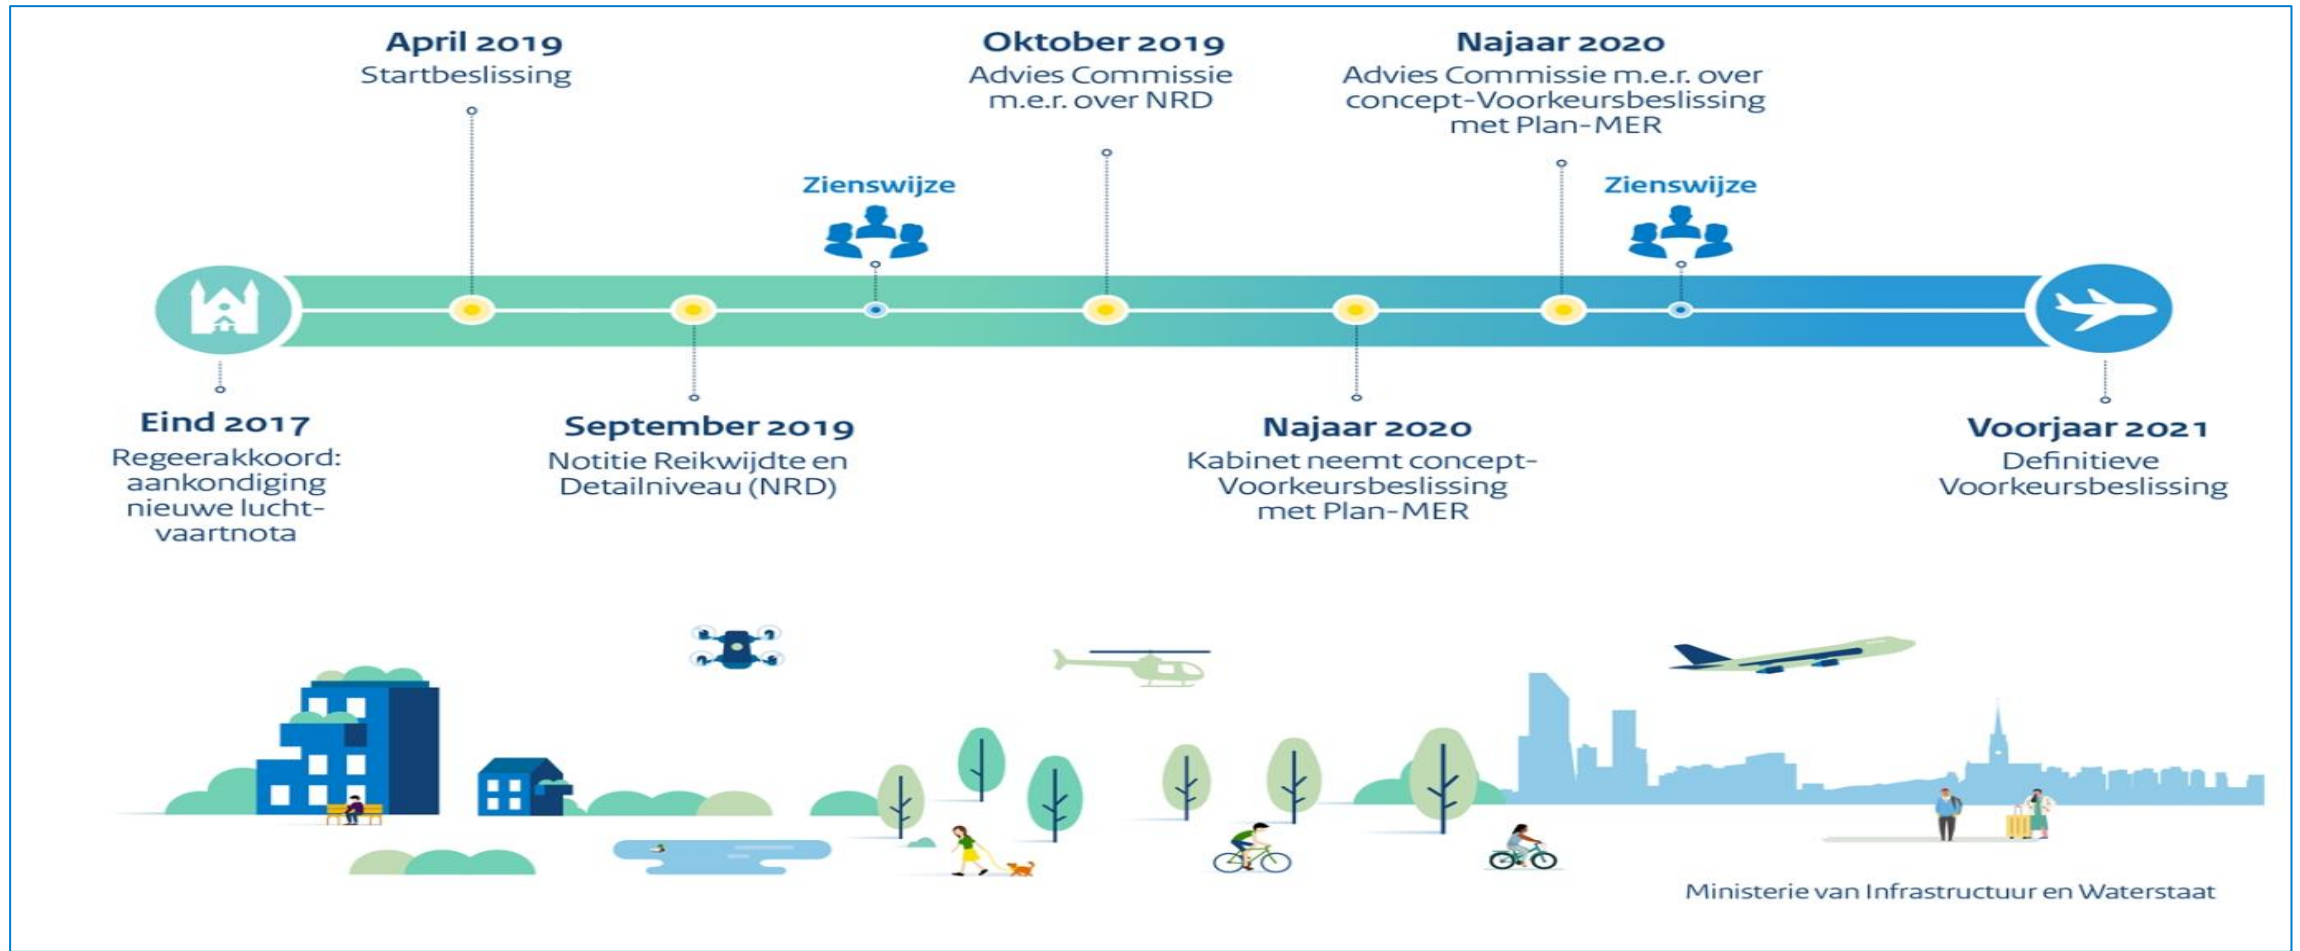 April 2019
Startbeslissing
Oktober 2019
Advies Commissie
m.e.r. over NRD
Najaar 2020
Advies Commissie m.e.r. over
concept-Voorkeursbeslissing
met Plan-MER
Zienswijze
Zienswijze
Eind 2017
Regeerakkoord:
aankondiging
nieuwe lucht-
vaartnota
September 2019
Notitie Reikwijdte en
Detailniveau (NRD)
Najaar 2020
Kabinet neemt concept-
Voorkeursbeslissing
met Plan-MER
Voorjaar 2021
Definitieve
Voorkeursbeslissing
Ministerie van Infrastructuur en Waterstaat